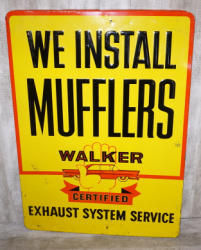 WE INSTALL
MUFFLERS
WALKER
CERTIFIED
EXHAUST SYSTEM SERVICE